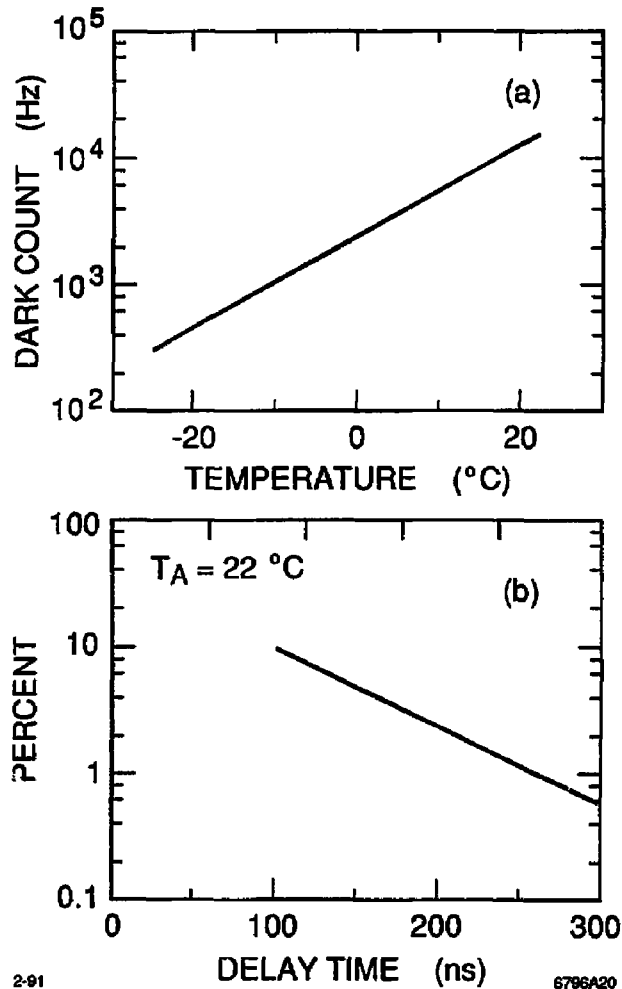 10^5
10^4
10^3
10^2
DARK COUNT (Hz)
(a)
-20 0 20
TEMPERATURE (°C)
100
10
1
0.1
PERCENT
T_A = 22 °C
(b)
0 100 200 300
DELAY TIME (ns)
2-91
6796A20